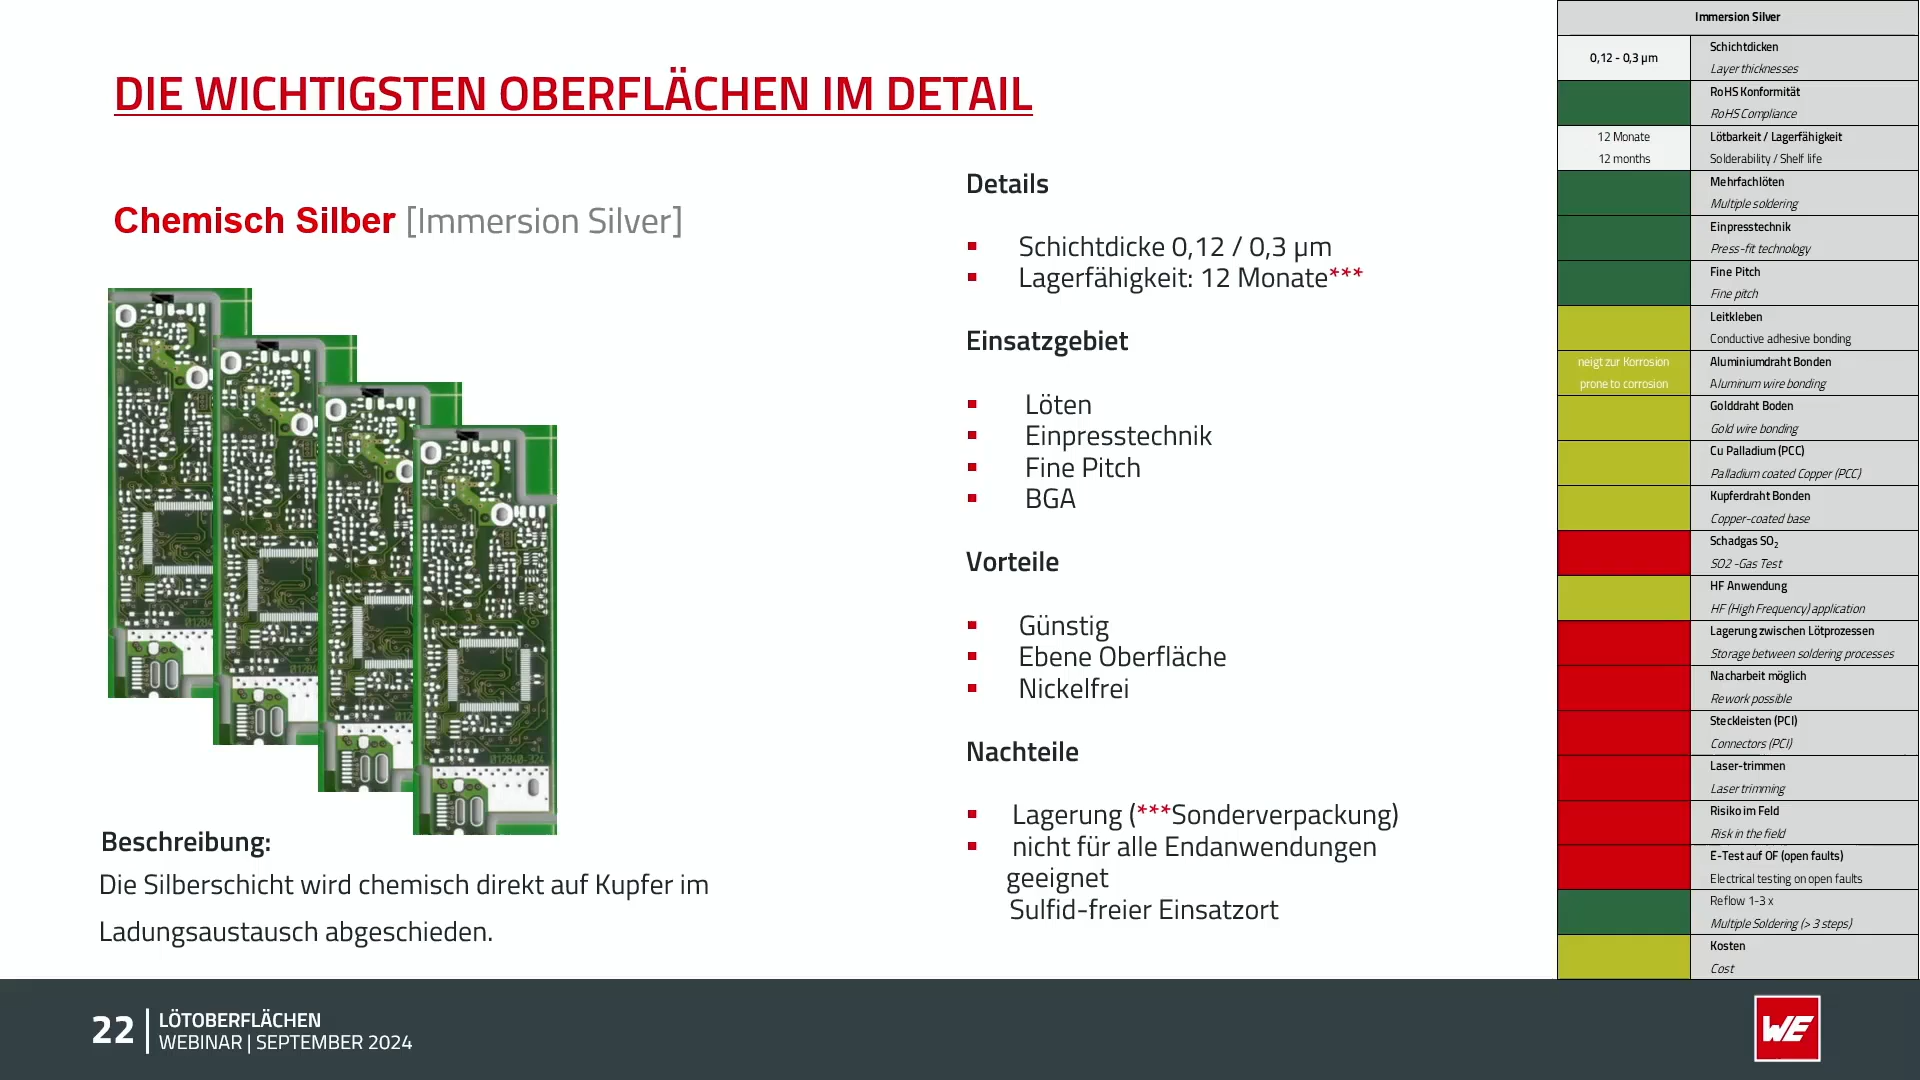 DIE WICHTIGSTEN OBERFLÄCHEN IM DETAIL
Chemisch Silber [Immersion Silver]
Beschreibung:
Die Silberschicht wird chemisch direkt auf Kupfer im
Ladungsaustausch abgeschieden.
Details
Schichtdicke 0,12 / 0,3 µm
Lagerfähigkeit: 12 Monate***
Einsatzgebiet
Löten
Einpresstechnik
Fine Pitch
BGA
Vorteile
Günstig
Ebene Oberfläche
Nickelfrei
Nachteile
Lagerung (***Sonderverpackung)
nicht für alle Endanwendungen
geeignet
Sulfid-freier Einsatzort
Immersion Silver
0,12 - 0,3 µm
Schichtdicken
Layer thicknesses
RoHS Konformität
RoHS Compliance
12 Monate
12 months
Lötbarkeit / Lagerfähigkeit
Solderability / Shelf life
Mehrfachlöten
Multiple soldering
Einpresstechnik
Press-fit technology
Fine Pitch
Fine pitch
Leitkleben
Conductive adhesive bonding
neigt zur Korrosion
prone to corrosion
Aluminiumdraht Bonden
Aluminum wire bonding
Golddraht Boden
Gold wire bonding
Cu Palladium (PCC)
Palladium coated Copper (PCC)
Kupferdraht Bonden
Copper-coated base
Schadgas SO₂
SO2 -Gas Test
HF Anwendung
HF (High Frequency) application
Lagerung zwischen Lötprozessen
Storage between soldering processes
Nacharbeit möglich
Rework possible
Steckleisten (PCI)
Connectors (PCI)
Laser-trimmen
Laser trimming
Risiko im Feld
Risk in the field
E-Test auf OF (open faults)
Electrical testing on open faults
Reflow 1-3 x
Multiple Soldering (> 3 steps)
Kosten
Cost
22
LÖTOBERFLÄCHEN
WEBINAR | SEPTEMBER 2024
WE